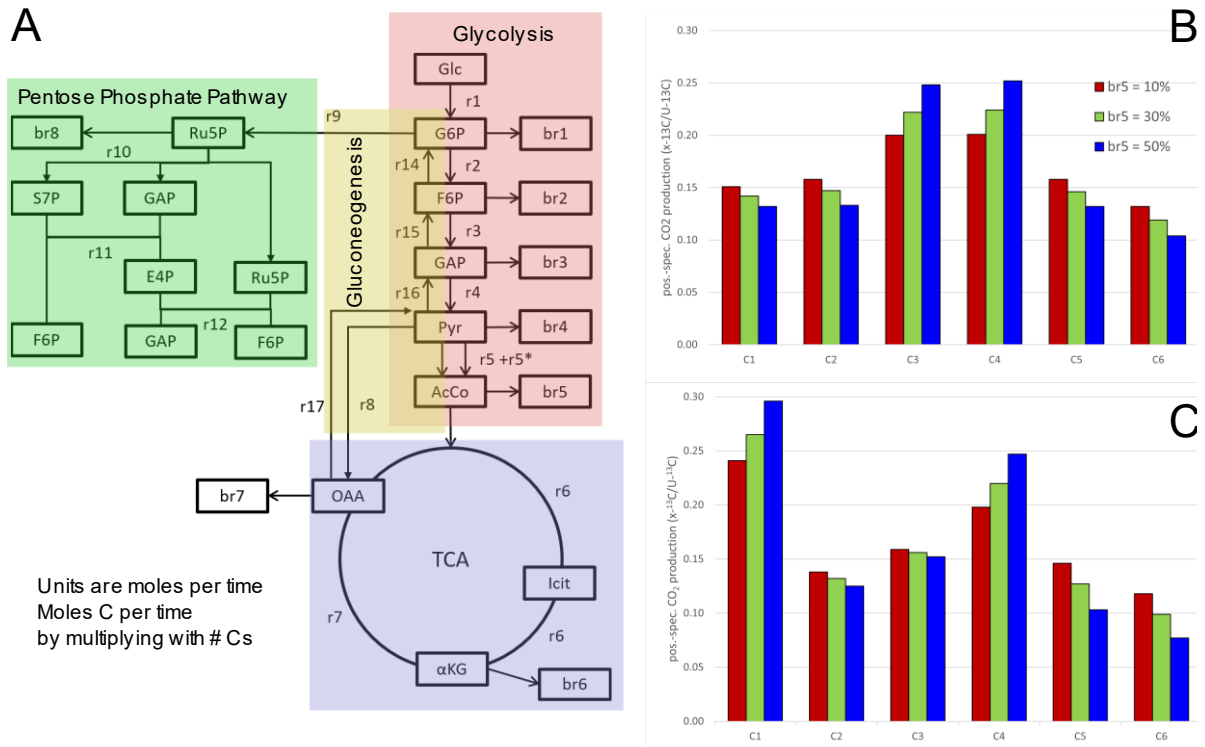 A
Glycolysis
Glc
r1
Pentose Phosphate Pathway
br8
Ru5P
r9
G6P
br1
r10
r14
r2
S7P
GAP
F6P
br2
Gluconeogenesis
r11
r15
r3
E4P
Ru5P
GAP
br3
r16
r4
r12
F6P
GAP
F6P
Pyr
br4
r5 +r5*
AcCo
br5
r17
r8
br7
OAA
r6
TCA
Icit
r7
r6
αKG
br6
Units are moles per time
Moles C per time
by multiplying with # Cs
B
pos.-spec. CO2 production (x-13C/U-13C)
0.30
0.25
0.20
0.15
0.10
0.05
0.00
br5 = 10%
br5 = 30%
br5 = 50%
C1
C2
C3
C4
C5
C6
C
pos.-spec. CO₂ production (x-¹³C/U-¹³C)
0.30
0.25
0.20
0.15
0.10
0.05
0.00
C1
C2
C3
C4
C5
C6